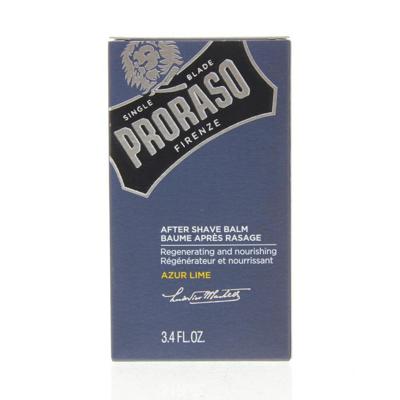 SINGLE BLADE
PRORASO
FIRENZE
AFTER SHAVE BALM
BAUME APRÈS RASAGE
Regenerating and nourishing
Régénérateur et nourrissant
AZUR LIME
3.4 FL.OZ.